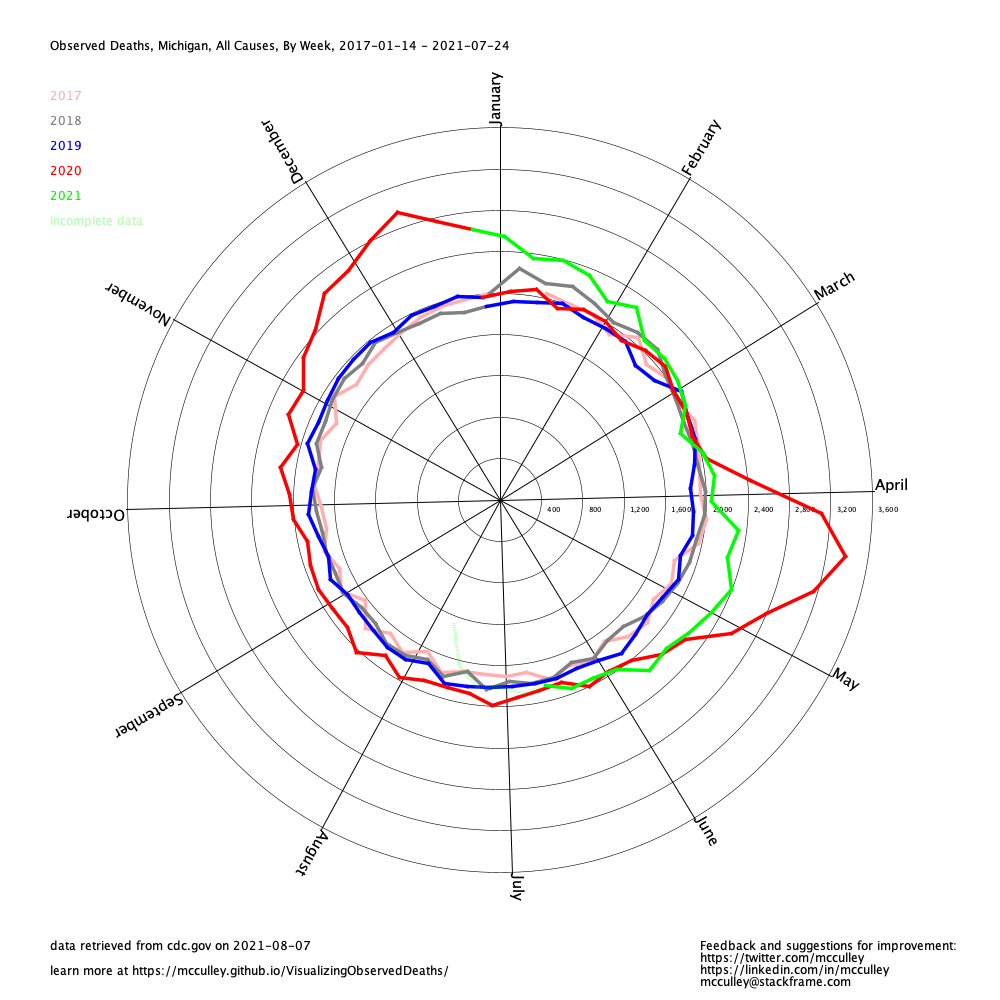 Observed Deaths, Michigan, All Causes, By Week, 2017-01-14 - 2021-07-24
2017
2018
2019
2020
2021
incomplete data
January
February
March
April
May
June
July
August
September
October
November
December
400
800
1,200
1,600
2,000
2,400
2,800
3,200
3,600
data retrieved from cdc.gov on 2021-08-07
learn more at https://mcculley.github.io/VisualizingObservedDeaths/
Feedback and suggestions for improvement:
https://twitter.com/mcculley
https://linkedin.com/in/mcculley
mcculley@stackframe.com